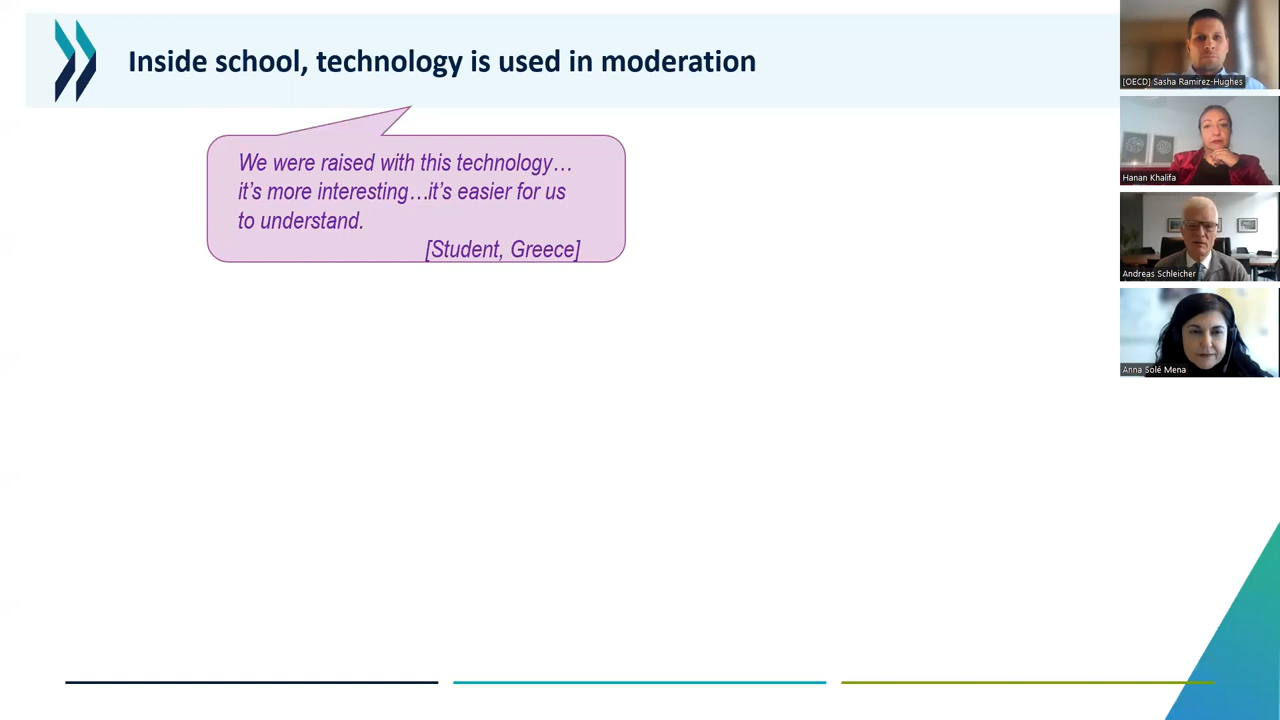 Inside school, technology is used in moderation
We were raised with this technology…
it’s more interesting…it’s easier for us
to understand.
[Student, Greece]
[OECD] Sasha Ramirez-Hughes
Hanan Khalifa
Andreas Schleicher
Anna Solé Mena